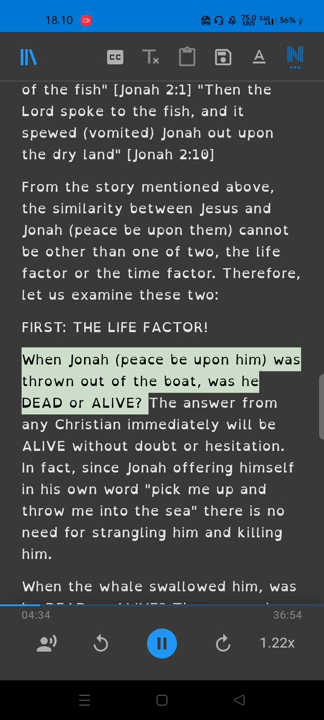 18.10
75.0
KB/S
36%
CC
of the fish" [Jonah 2:1] "Then the
Lord spoke to the fish, and it
spewed (vomited) Jonah out upon
the dry land" [Jonah 2:10]
From the story mentioned above,
the similarity between Jesus and
Jonah (peace be upon them) cannot
be other than one of two, the life
factor or the time factor. Therefore,
let us examine these two:
FIRST: THE LIFE FACTOR!
When Jonah (peace be upon him) was
thrown out of the boat, was he
DEAD or ALIVE? The answer from
any Christian immediately will be
ALIVE without doubt or hesitation.
In fact, since Jonah offering himself
in his own word "pick me up and
throw me into the sea" there is no
need for strangling him and killing
him.
When the whale swallowed him, was
04:34
36:54
1.22x